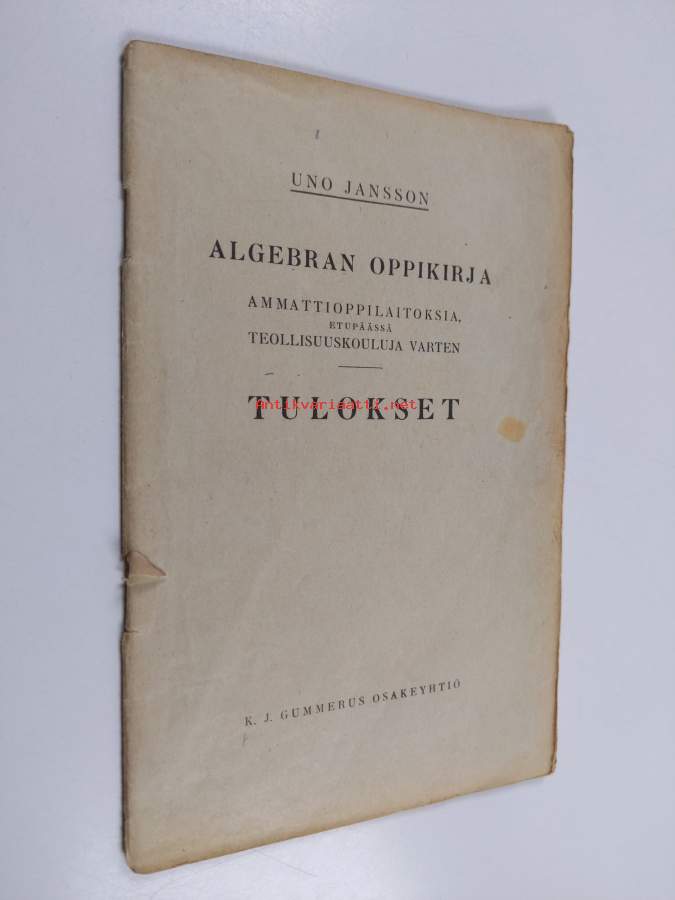 UNO JANSSON
ALGEBRAN OPPIKIRJA
AMMATTIOPPILAITOKSIA,
ETUPÄÄSSÄ
TEOLLISUUSKOULUJA VARTEN
TULOKSET
Antikvariaatti.net
K. J. GUMMERUS OSAKEYHTIÖ